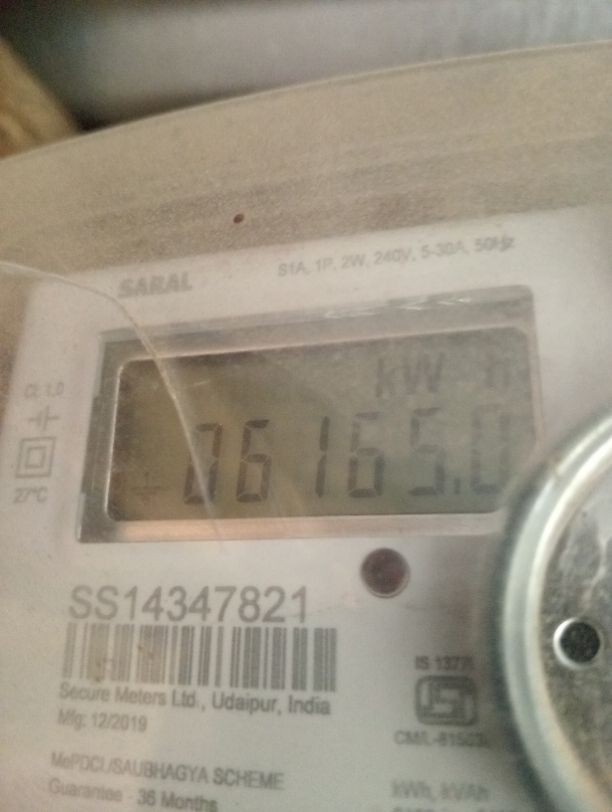 SARAL
S1A, 1P, 2W, 240V, 5-30A, 50Hz
kW h
06165.0
Cl. 1.0
27°C
SS14347821
Secure Meters Ltd., Udaipur, India
Mfg: 12/2019
IS 13779
MePDCL/SAUBHAGYA SCHEME
Guarantee - 36 Months
kWh, kVAh